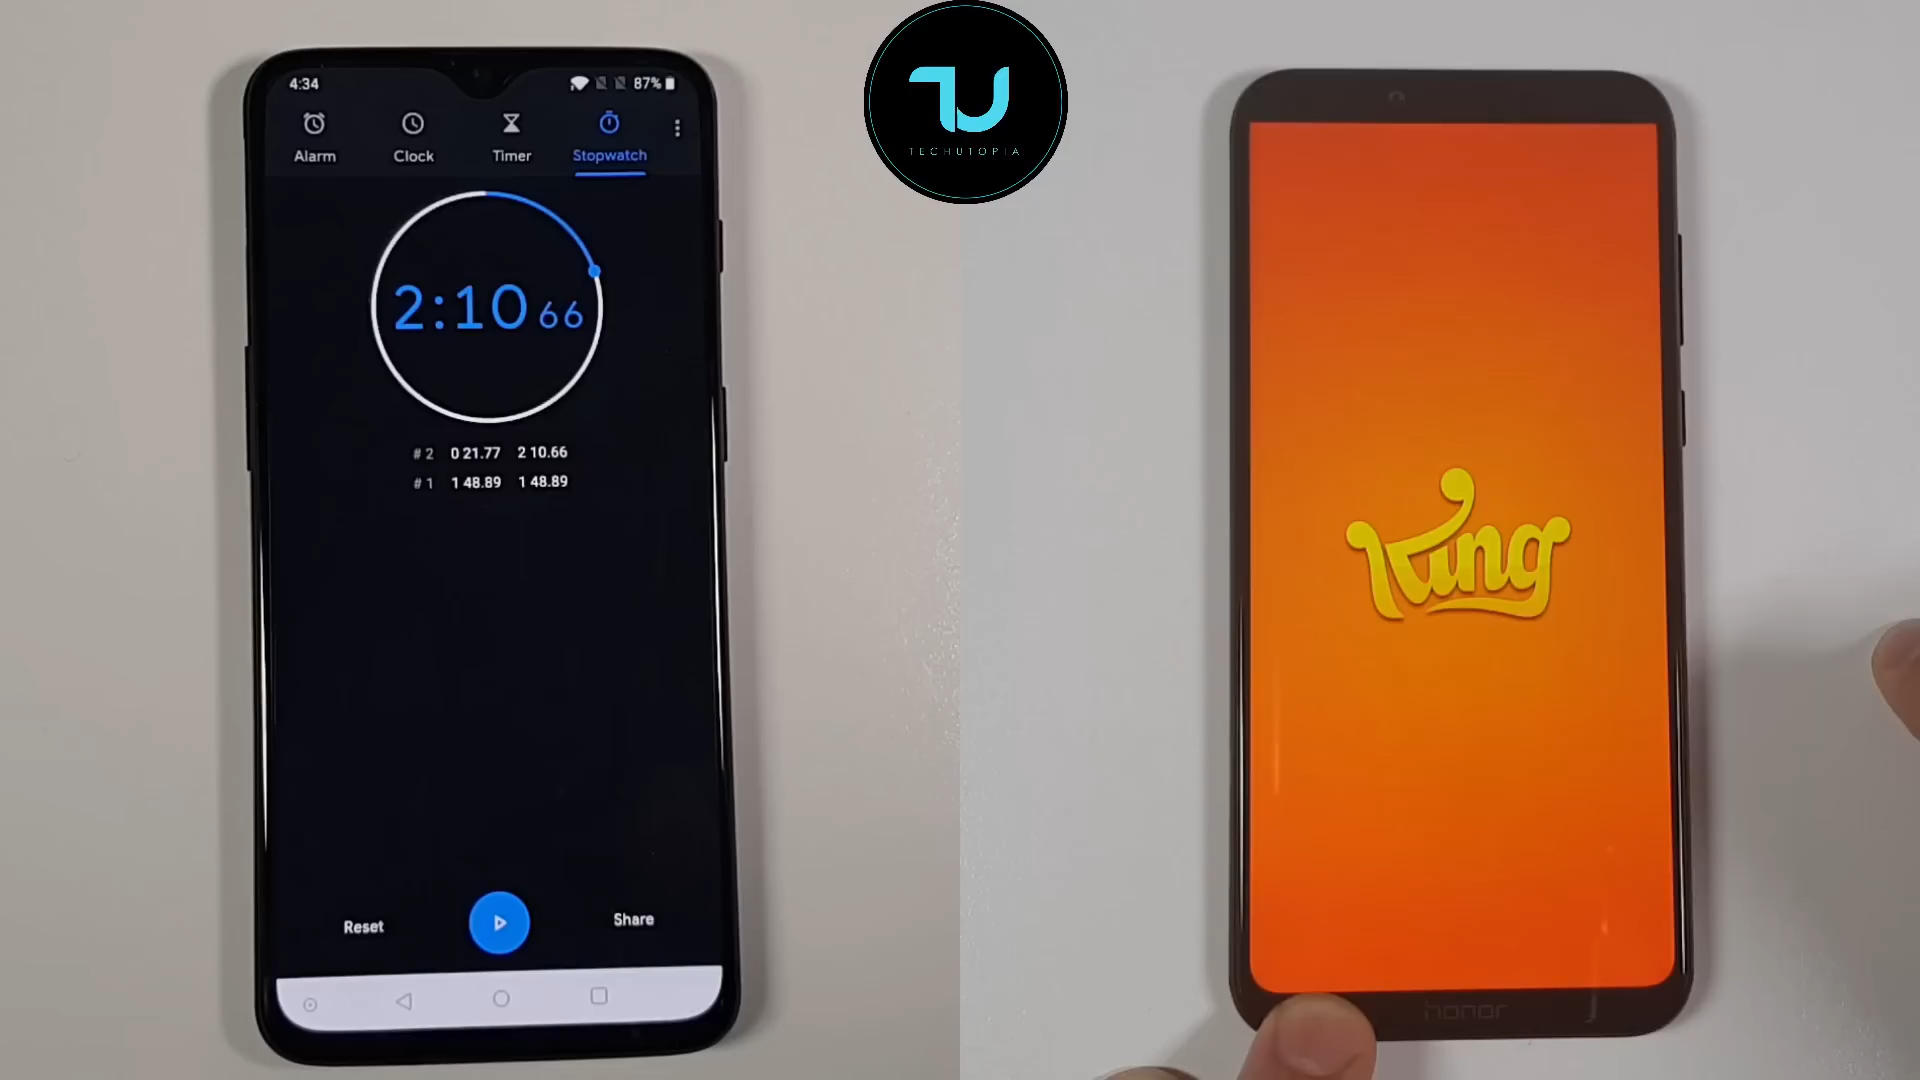 4:34
87%
Alarm Clock Timer Stopwatch
2:10 66
# 2 0 21.77 2 10.66
# 1 1 48.89 1 48.89
Reset
Share
TU
TECHUTOPIA
King
honor